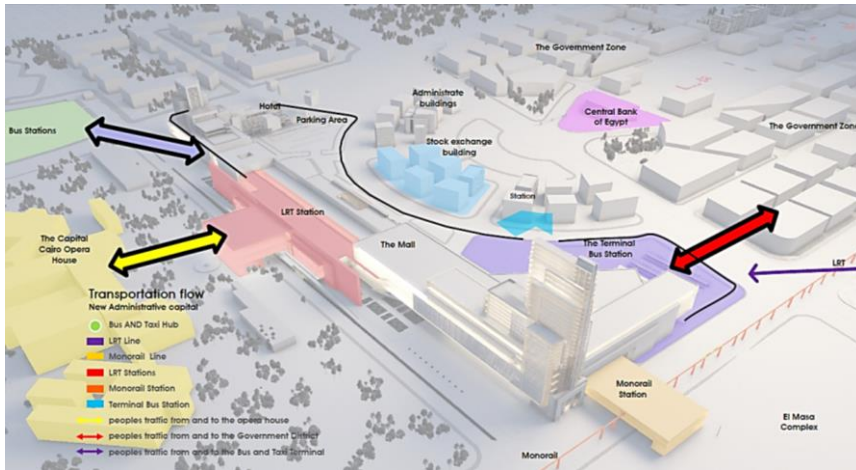 The Government Zone
Hotel
Parking Area
Administrate
buildings
Central Bank
of Egypt
The Government Zone
Bus Stations
Stock exchange
building
Station
LRT Station
The Capital
Cairo Opera
House
The Mall
The Terminal
Bus Station
LRT
Transportation flow
New Administrative capital
Bus AND Taxi Hub
LRT Line
Monorail Line
LRT Stations
Monorail Station
Terminal Bus Station
peoples traffic from and to the opera house
peoples traffic from and to the Government District
peoples traffic from and to the Bus and Taxi Terminal
Monorail
Station
El Masa
Complex
Monorail